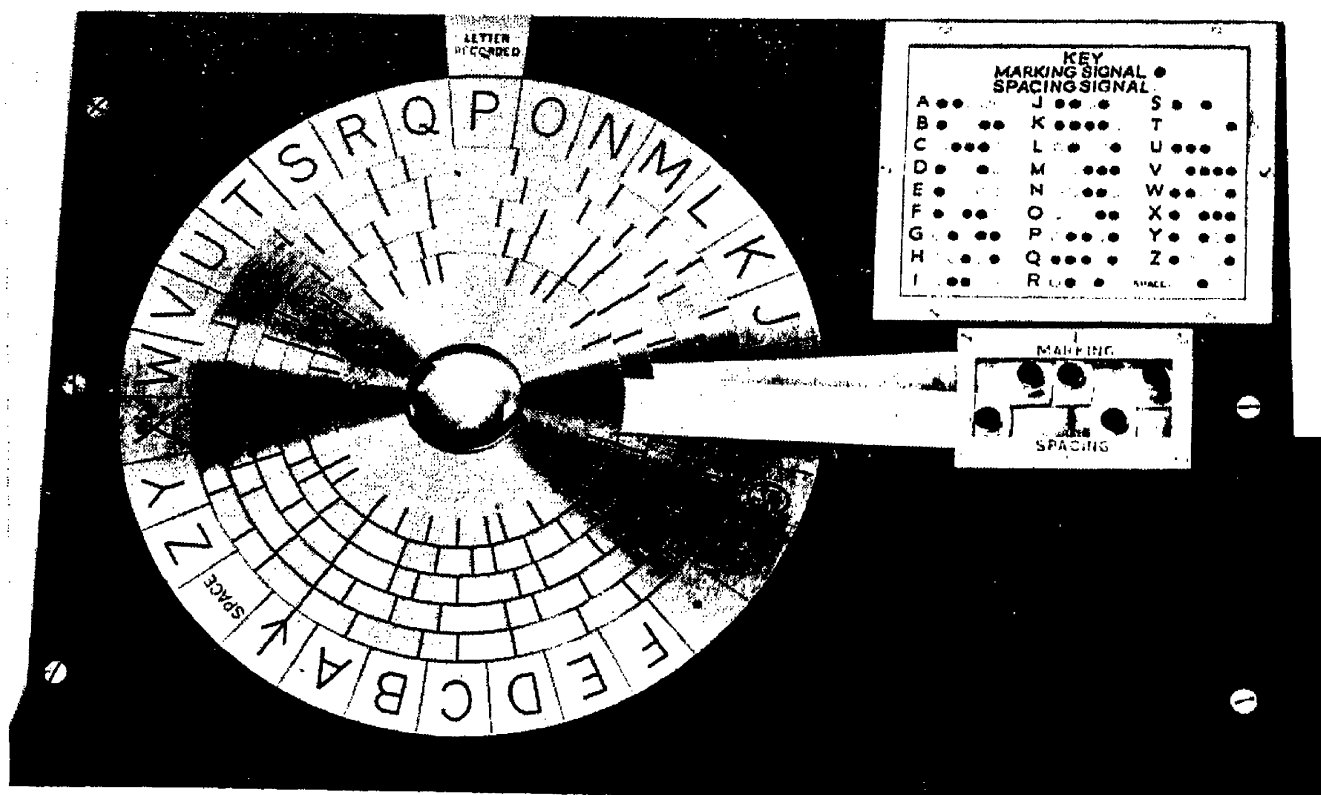 LETTER
RECORDED
P
O
N
M
L
K
J
F
E
D
C
B
A
SPACE
Z
Y
X
W
V
U
T
S
R
Q
KEY
MARKING SIGNAL ●
SPACING SIGNAL
A ●● J ●● ● S ● ●
B ● ●● K ●●●● T ●
C ●●● L ● ● U ●●●
D ● ● M ●●● V ●●●●
E ● N ●● W ●● ●
F ● ●● O ●● X ● ●●●
G ● ●● P ●● ● Y ● ● ●
H ● ● Q ●●● ● Z ● ●
I ●● R ● ● SPACE ●
MARKING
SPACING